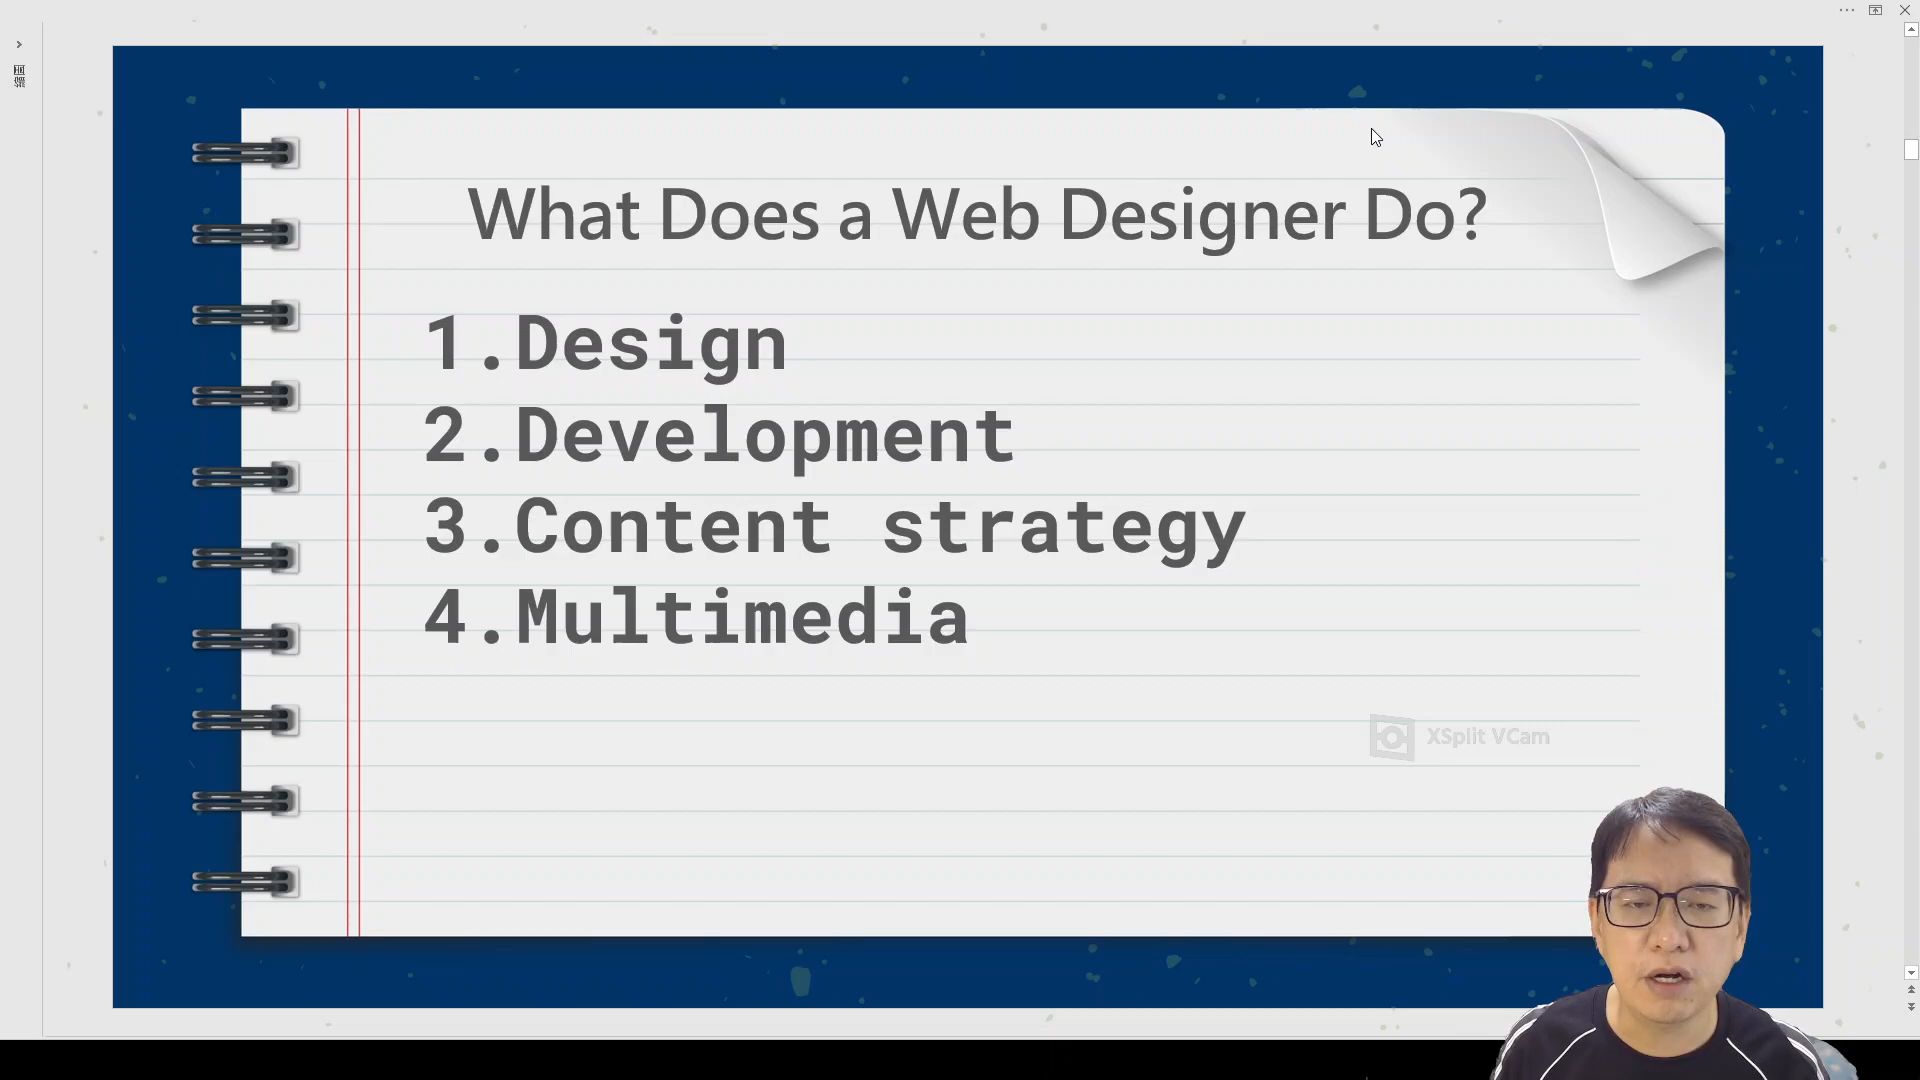 What Does a Web Designer Do?
1.Design
2.Development
3.Content strategy
4.Multimedia
XSplit VCam